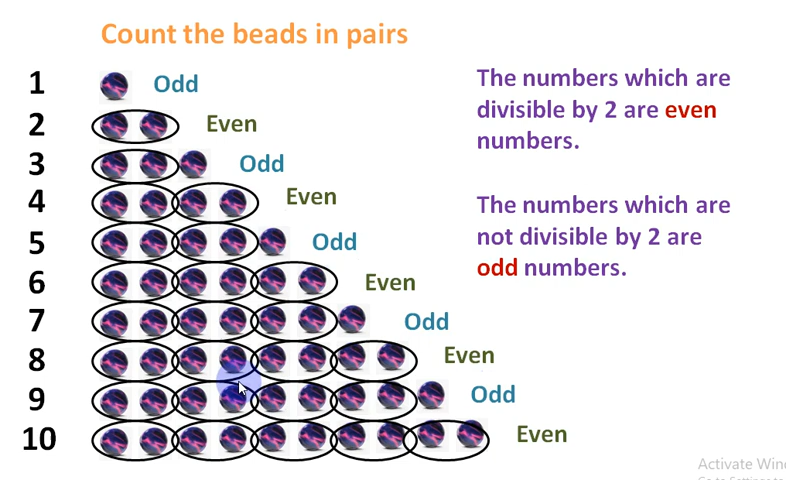 Count the beads in pairs
1 Odd
2 Even
3 Odd
4 Even
5 Odd
6 Even
7 Odd
8 Even
9 Odd
10 Even
The numbers which are
divisible by 2 are even
numbers.
The numbers which are
not divisible by 2 are
odd numbers.
Activate Wind